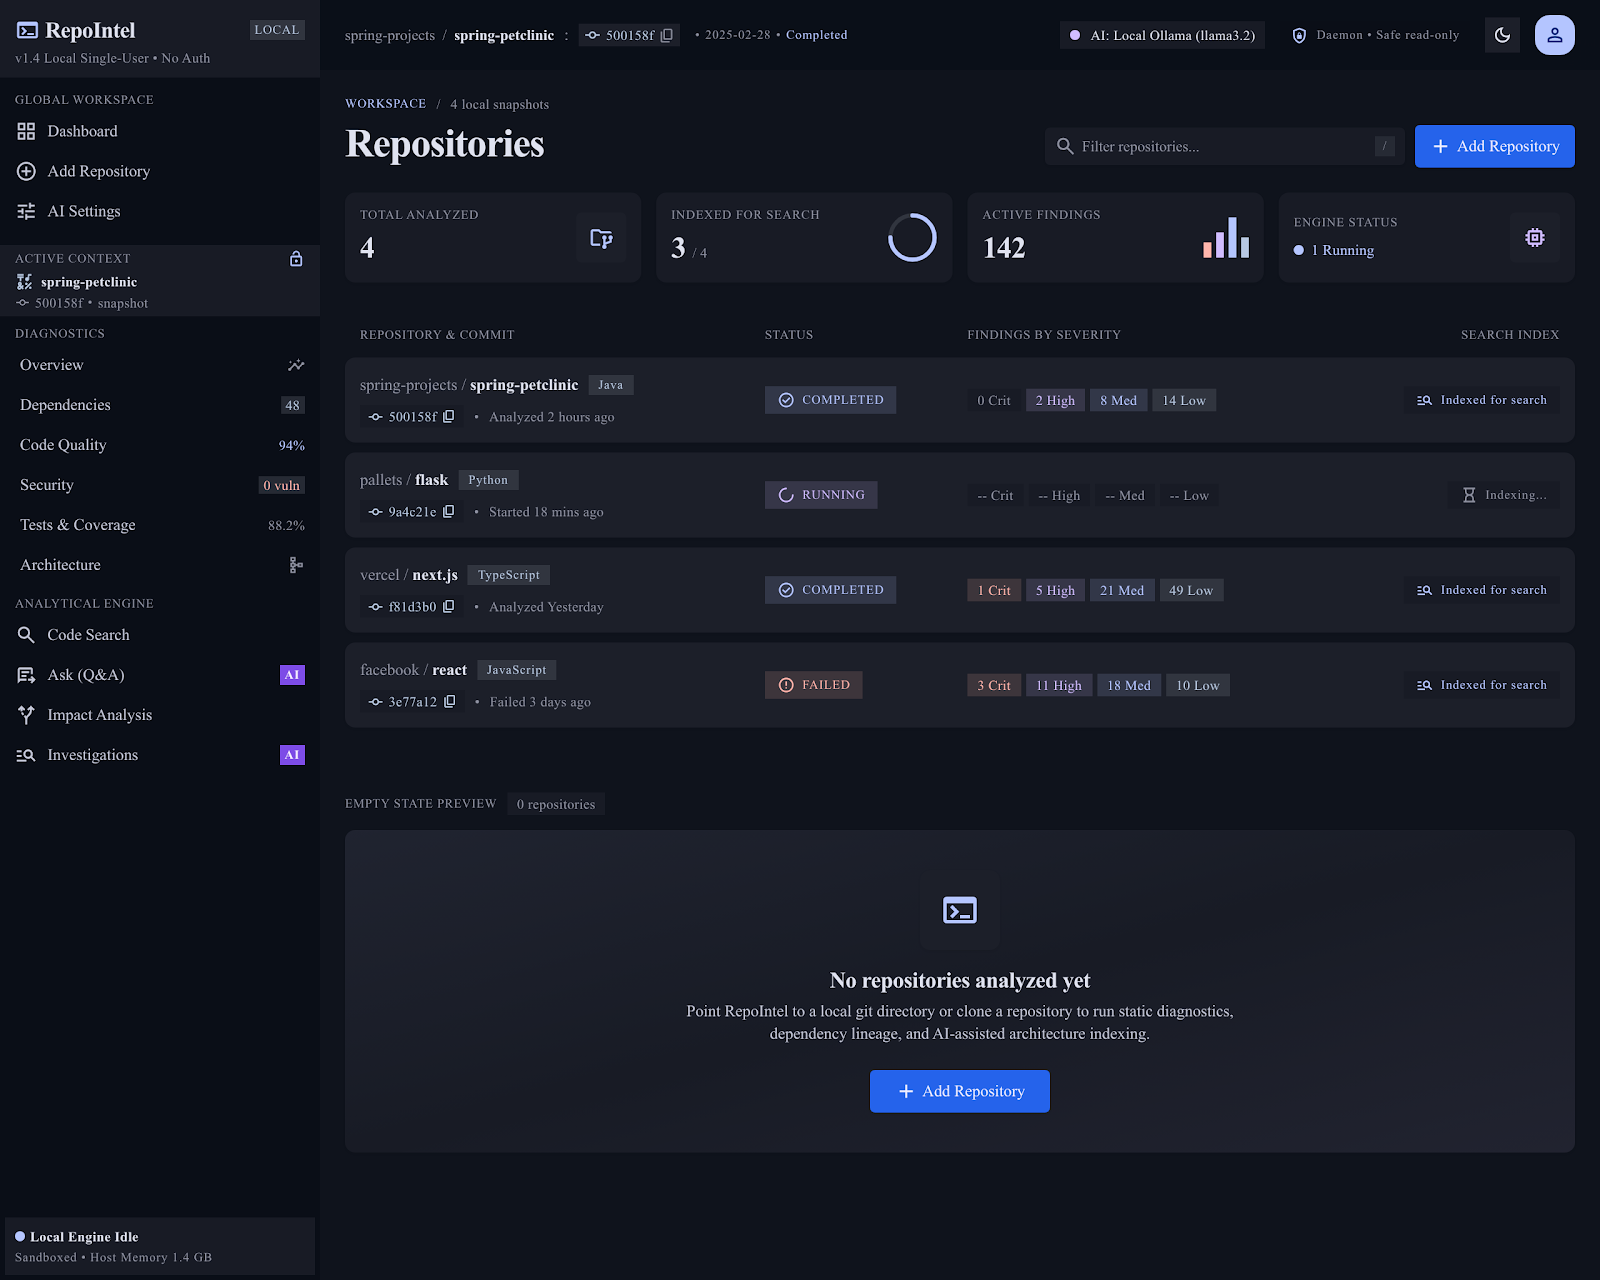 RepoIntel
LOCAL
v1.4 Local Single-User • No Auth
GLOBAL WORKSPACE
Dashboard
Add Repository
AI Settings
ACTIVE CONTEXT
spring-petclinic
500158f • snapshot
DIAGNOSTICS
Overview
Dependencies 48
Code Quality 94%
Security 0 vuln
Tests & Coverage 88.2%
Architecture
ANALYTICAL ENGINE
Code Search
Ask (Q&A) AI
Impact Analysis
Investigations AI
Local Engine Idle
Sandboxed • Host Memory 1.4 GB
spring-projects / spring-petclinic : 500158f • 2025-02-28 • Completed
AI: Local Ollama (llama3.2)
Daemon • Safe read-only
WORKSPACE / 4 local snapshots
Repositories
Filter repositories... /
Add Repository
TOTAL ANALYZED
4
INDEXED FOR SEARCH
3 / 4
ACTIVE FINDINGS
142
ENGINE STATUS
1 Running
REPOSITORY & COMMIT STATUS FINDINGS BY SEVERITY SEARCH INDEX
spring-projects / spring-petclinic Java
500158f • Analyzed 2 hours ago
COMPLETED
0 Crit 2 High 8 Med 14 Low
Indexed for search
pallets / flask Python
9a4c21e • Started 18 mins ago
RUNNING
-- Crit -- High -- Med -- Low
Indexing...
vercel / next.js TypeScript
f81d3b0 • Analyzed Yesterday
COMPLETED
1 Crit 5 High 21 Med 49 Low
Indexed for search
facebook / react JavaScript
3e77a12 • Failed 3 days ago
FAILED
3 Crit 11 High 18 Med 10 Low
Indexed for search
EMPTY STATE PREVIEW 0 repositories
No repositories analyzed yet
Point RepoIntel to a local git directory or clone a repository to run static diagnostics,
dependency lineage, and AI-assisted architecture indexing.
Add Repository